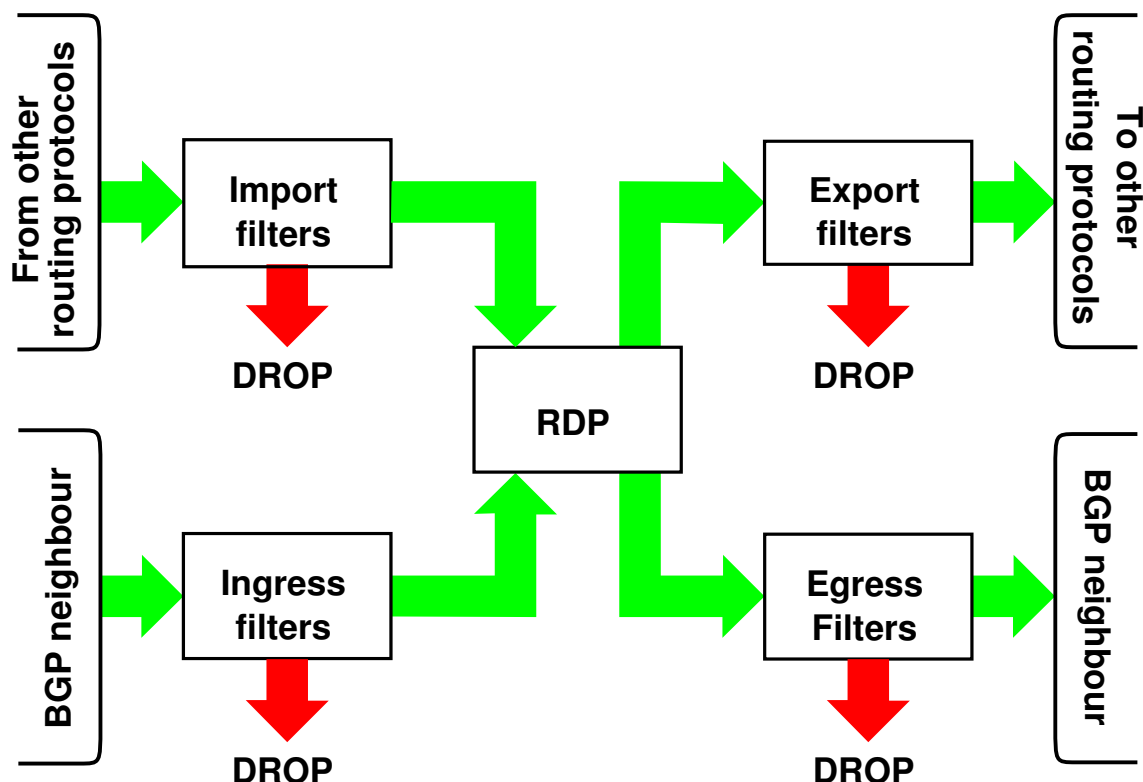 From other
routing protocols
Import
filters
DROP
Export
filters
DROP
To other
routing protocols
RDP
BGP neighbour
Ingress
filters
DROP
Egress
Filters
DROP
BGP neighbour